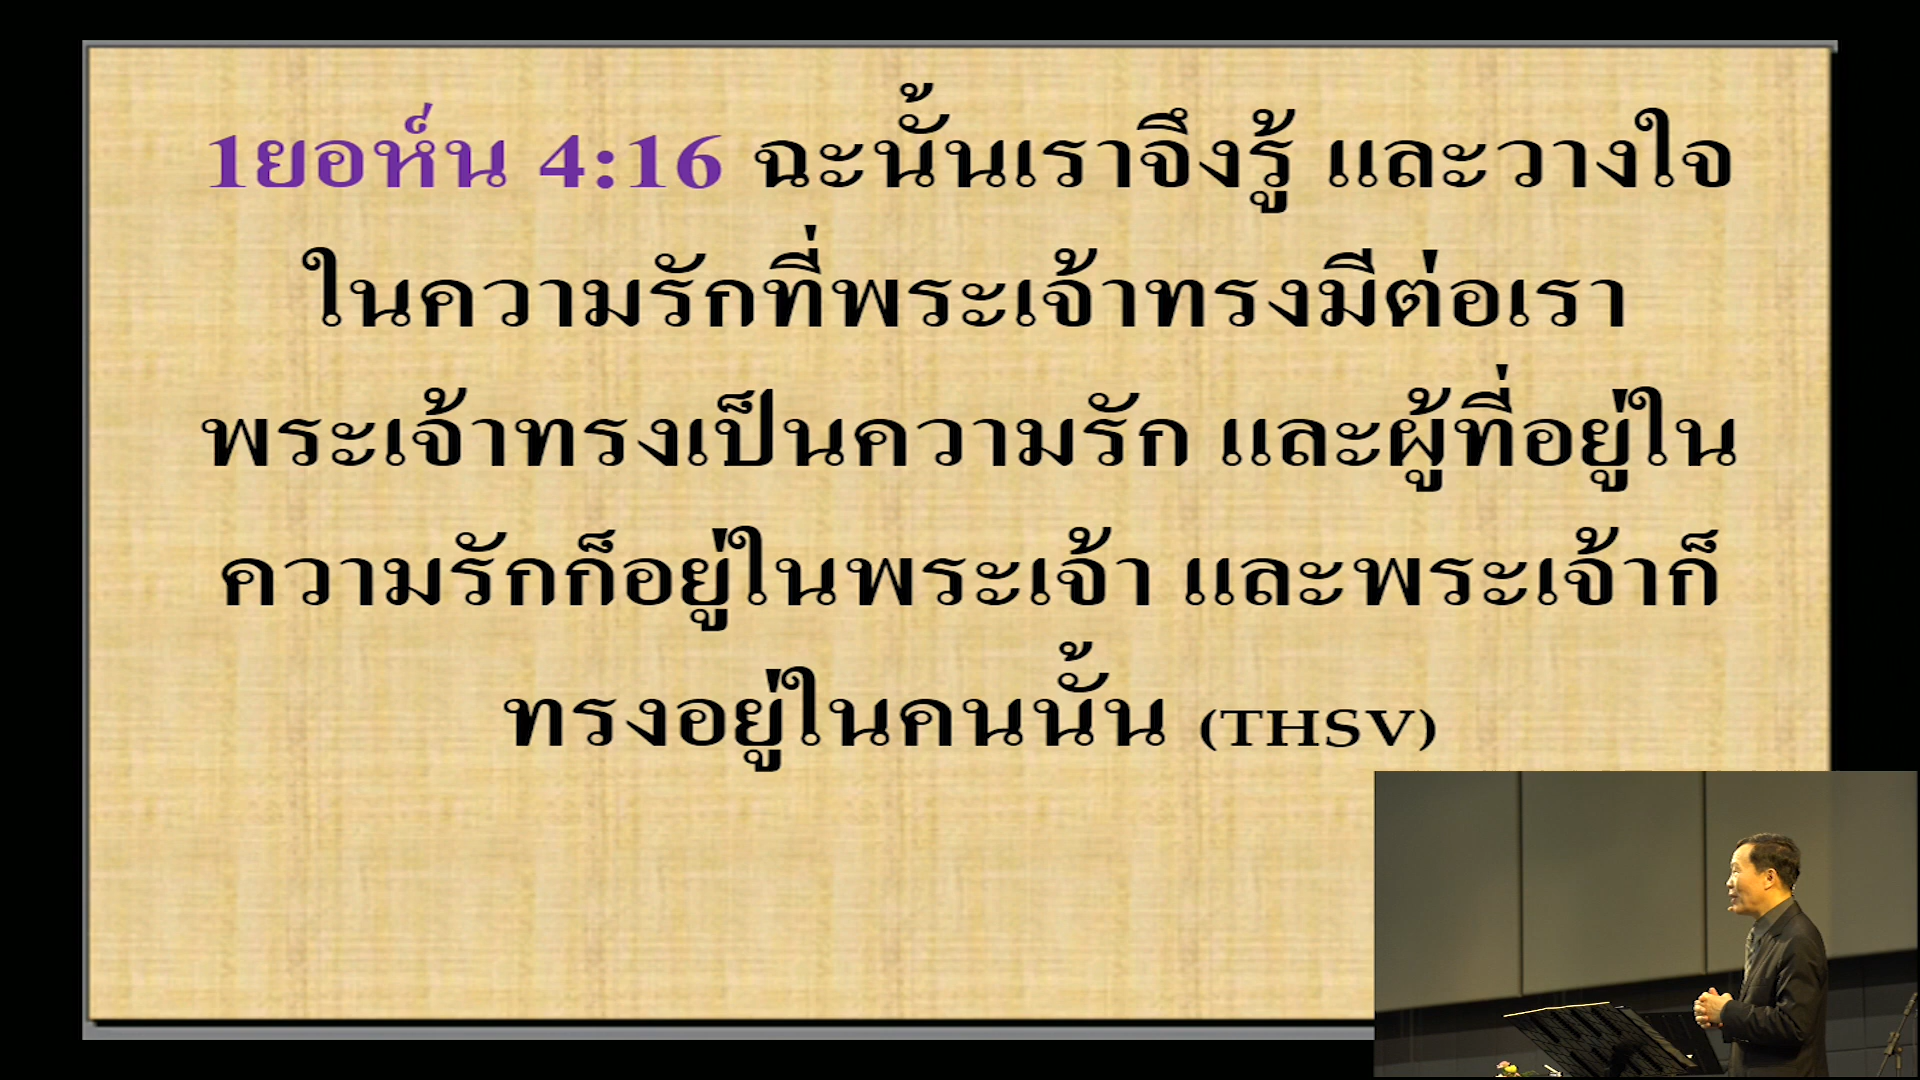 1ยอห์น 4:16 ฉะนั้นเราจึงรู้ และวางใจ
ในความรักที่พระเจ้าทรงมีต่อเรา
พระเจ้าทรงเป็นความรัก และผู้ที่อยู่ใน
ความรักก็อยู่ในพระเจ้า และพระเจ้าก็
ทรงอยู่ในคนนั้น (THSV)